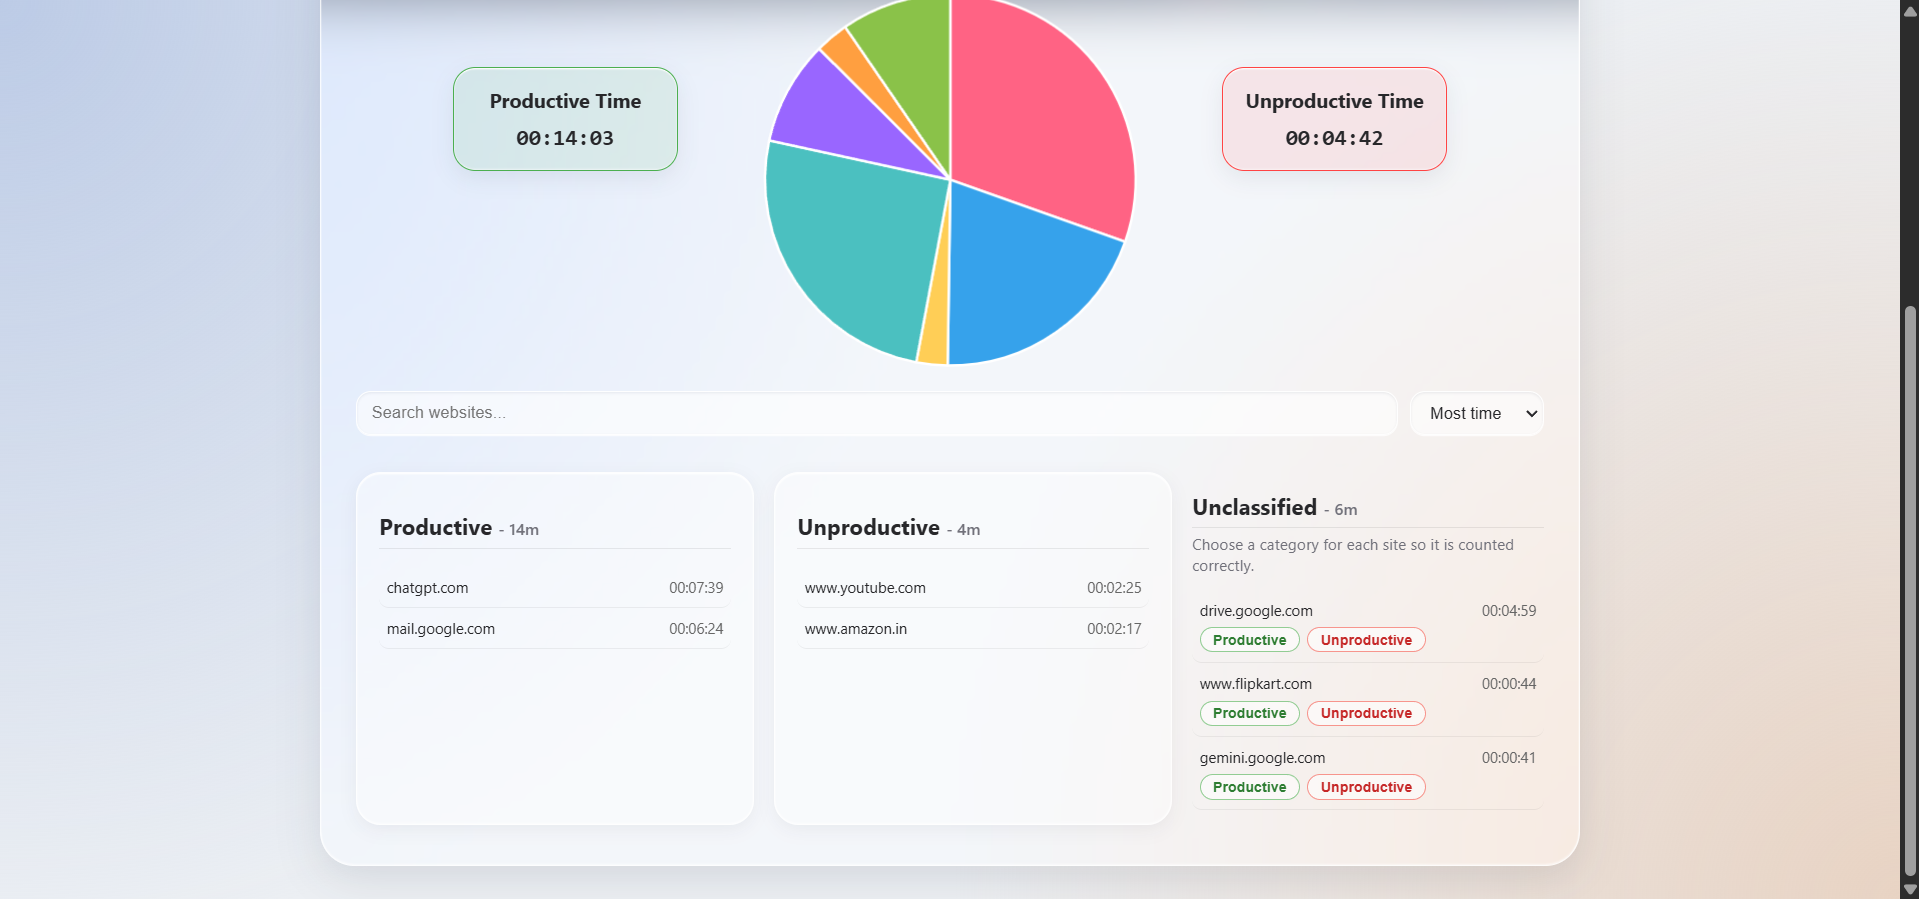 Productive Time
00:14:03
Unproductive Time
00:04:42
Search websites...
Most time
Productive - 14m
chatgpt.com 00:07:39
mail.google.com 00:06:24
Unproductive - 4m
www.youtube.com 00:02:25
www.amazon.in 00:02:17
Unclassified - 6m
Choose a category for each site so it is counted
correctly.
drive.google.com 00:04:59
Productive Unproductive
www.flipkart.com 00:00:44
Productive Unproductive
gemini.google.com 00:00:41
Productive Unproductive